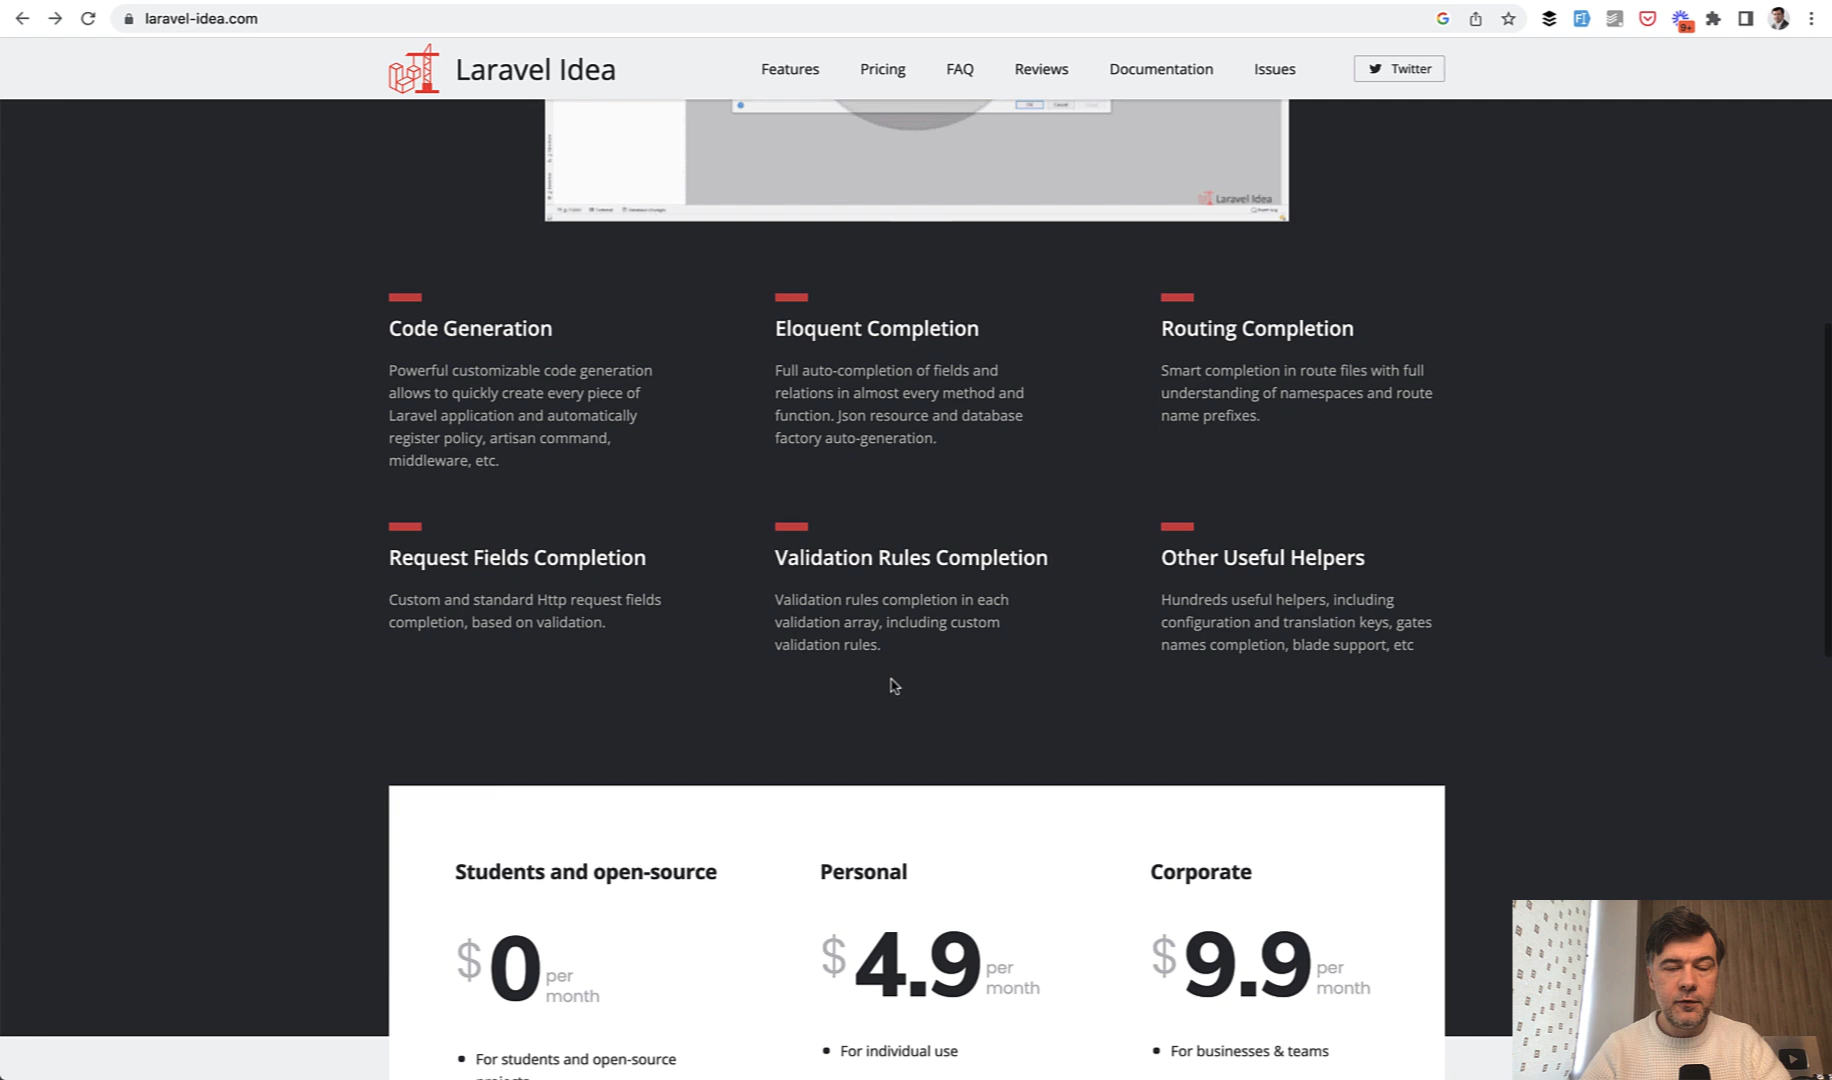 laravel-idea.com
9+
Laravel Idea
Features
Pricing
FAQ
Reviews
Documentation
Issues
Twitter
Laravel Idea
Code Generation
Powerful customizable code generation
allows to quickly create every piece of
Laravel application and automatically
register policy, artisan command,
middleware, etc.
Eloquent Completion
Full auto-completion of fields and
relations in almost every method and
function. Json resource and database
factory auto-generation.
Routing Completion
Smart completion in route files with full
understanding of namespaces and route
name prefixes.
Request Fields Completion
Custom and standard Http request fields
completion, based on validation.
Validation Rules Completion
Validation rules completion in each
validation array, including custom
validation rules.
Other Useful Helpers
Hundreds useful helpers, including
configuration and translation keys, gates
names completion, blade support, etc
Students and open-source
$0 per
month
For students and open-source
Personal
$4.9 per
month
For individual use
Corporate
$9.9 per
month
For businesses & teams